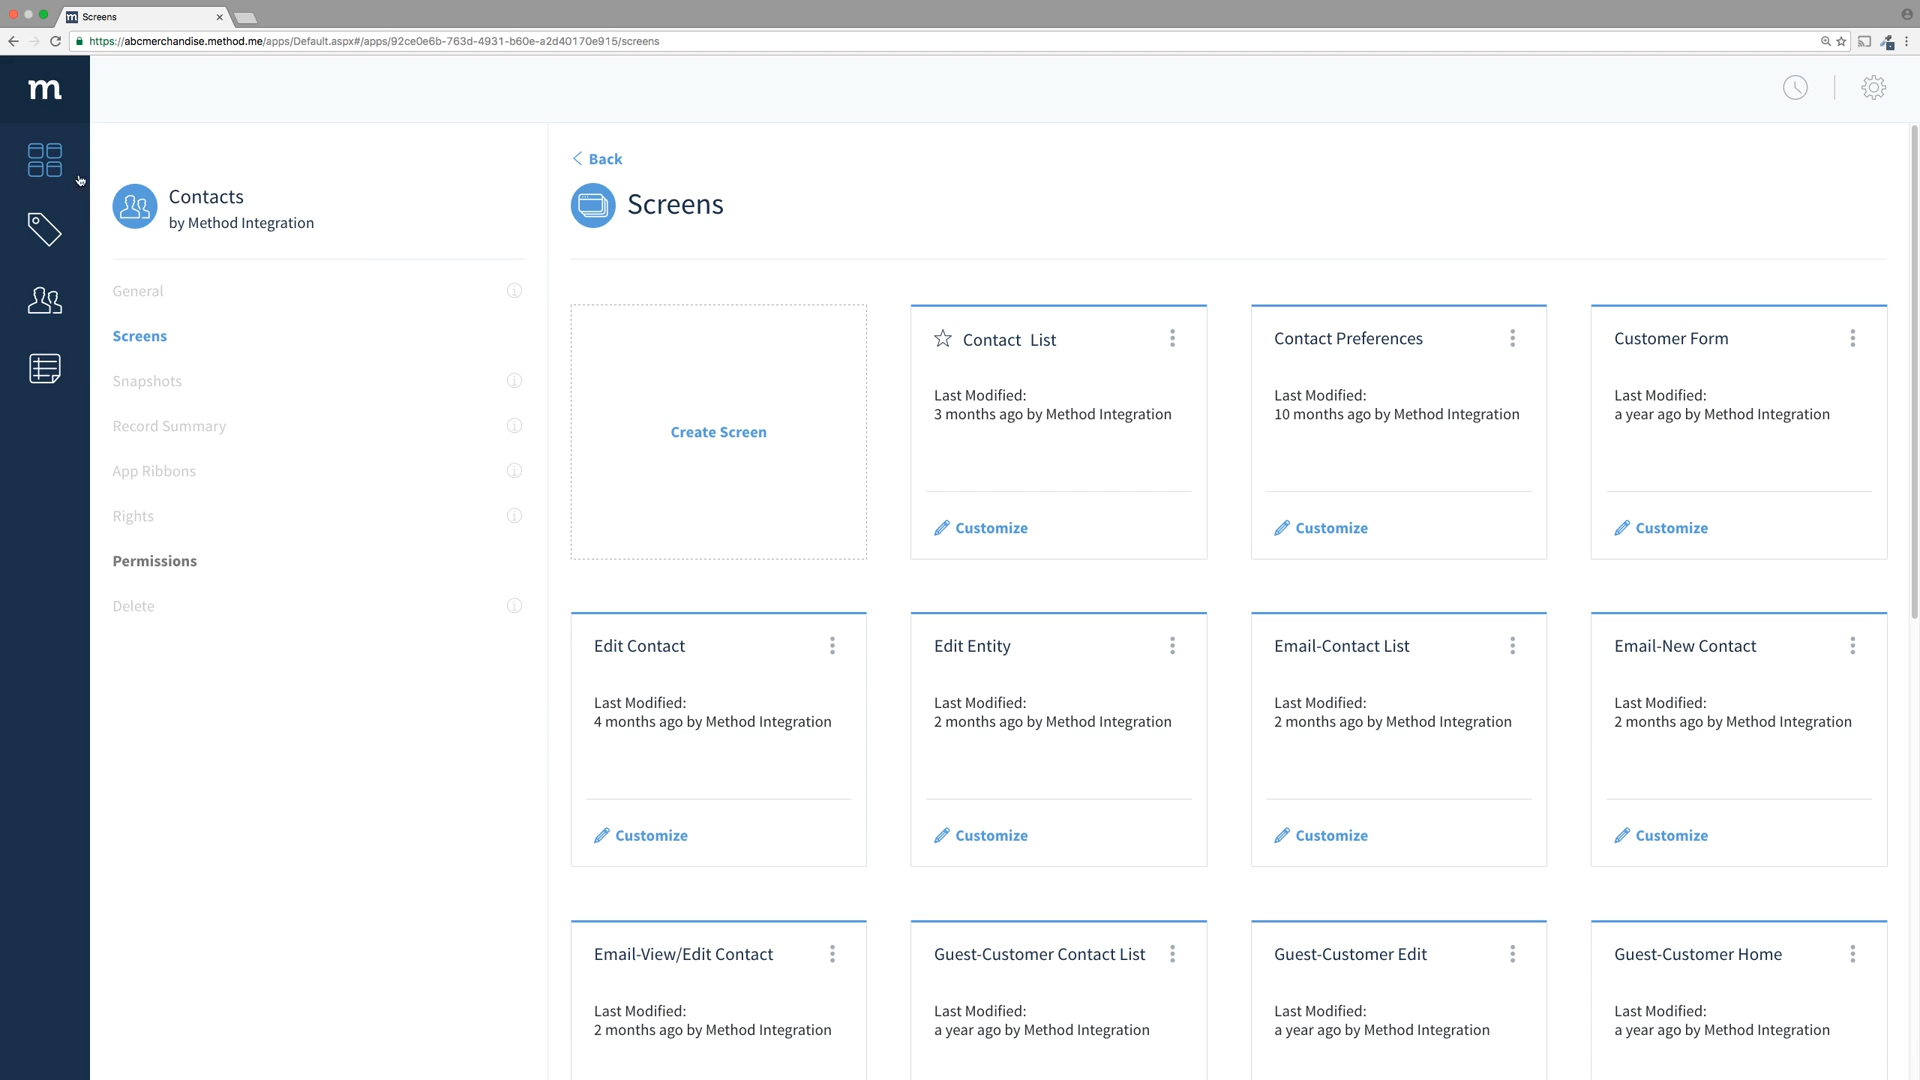 Screens
https://abcmerchandise.method.me/apps/Default.aspx#/apps/92ce0e6b-763d-4931-b60e-a2d40170e915/screens
m
Contacts
by Method Integration
General
Screens
Snapshots
Record Summary
App Ribbons
Rights
Permissions
Delete
Back
Screens
Create Screen
Contact List
Last Modified:
3 months ago by Method Integration
Customize
Contact Preferences
Last Modified:
10 months ago by Method Integration
Customize
Customer Form
Last Modified:
a year ago by Method Integration
Customize
Edit Contact
Last Modified:
4 months ago by Method Integration
Customize
Edit Entity
Last Modified:
2 months ago by Method Integration
Customize
Email-Contact List
Last Modified:
2 months ago by Method Integration
Customize
Email-New Contact
Last Modified:
2 months ago by Method Integration
Customize
Email-View/Edit Contact
Last Modified:
2 months ago by Method Integration
Guest-Customer Contact List
Last Modified:
a year ago by Method Integration
Guest-Customer Edit
Last Modified:
a year ago by Method Integration
Guest-Customer Home
Last Modified:
a year ago by Method Integration